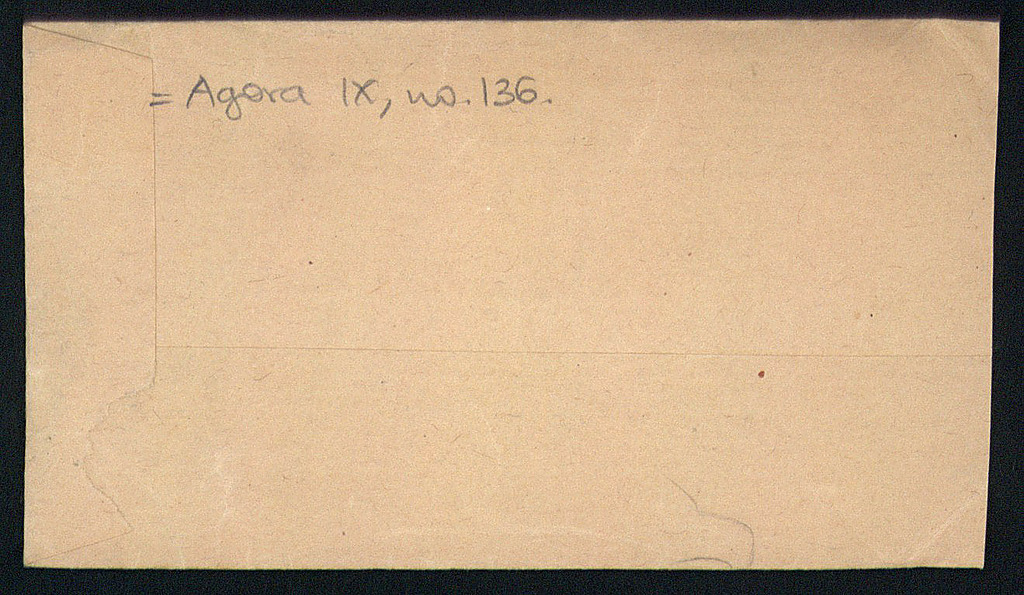 = Agora IX, no. 136.